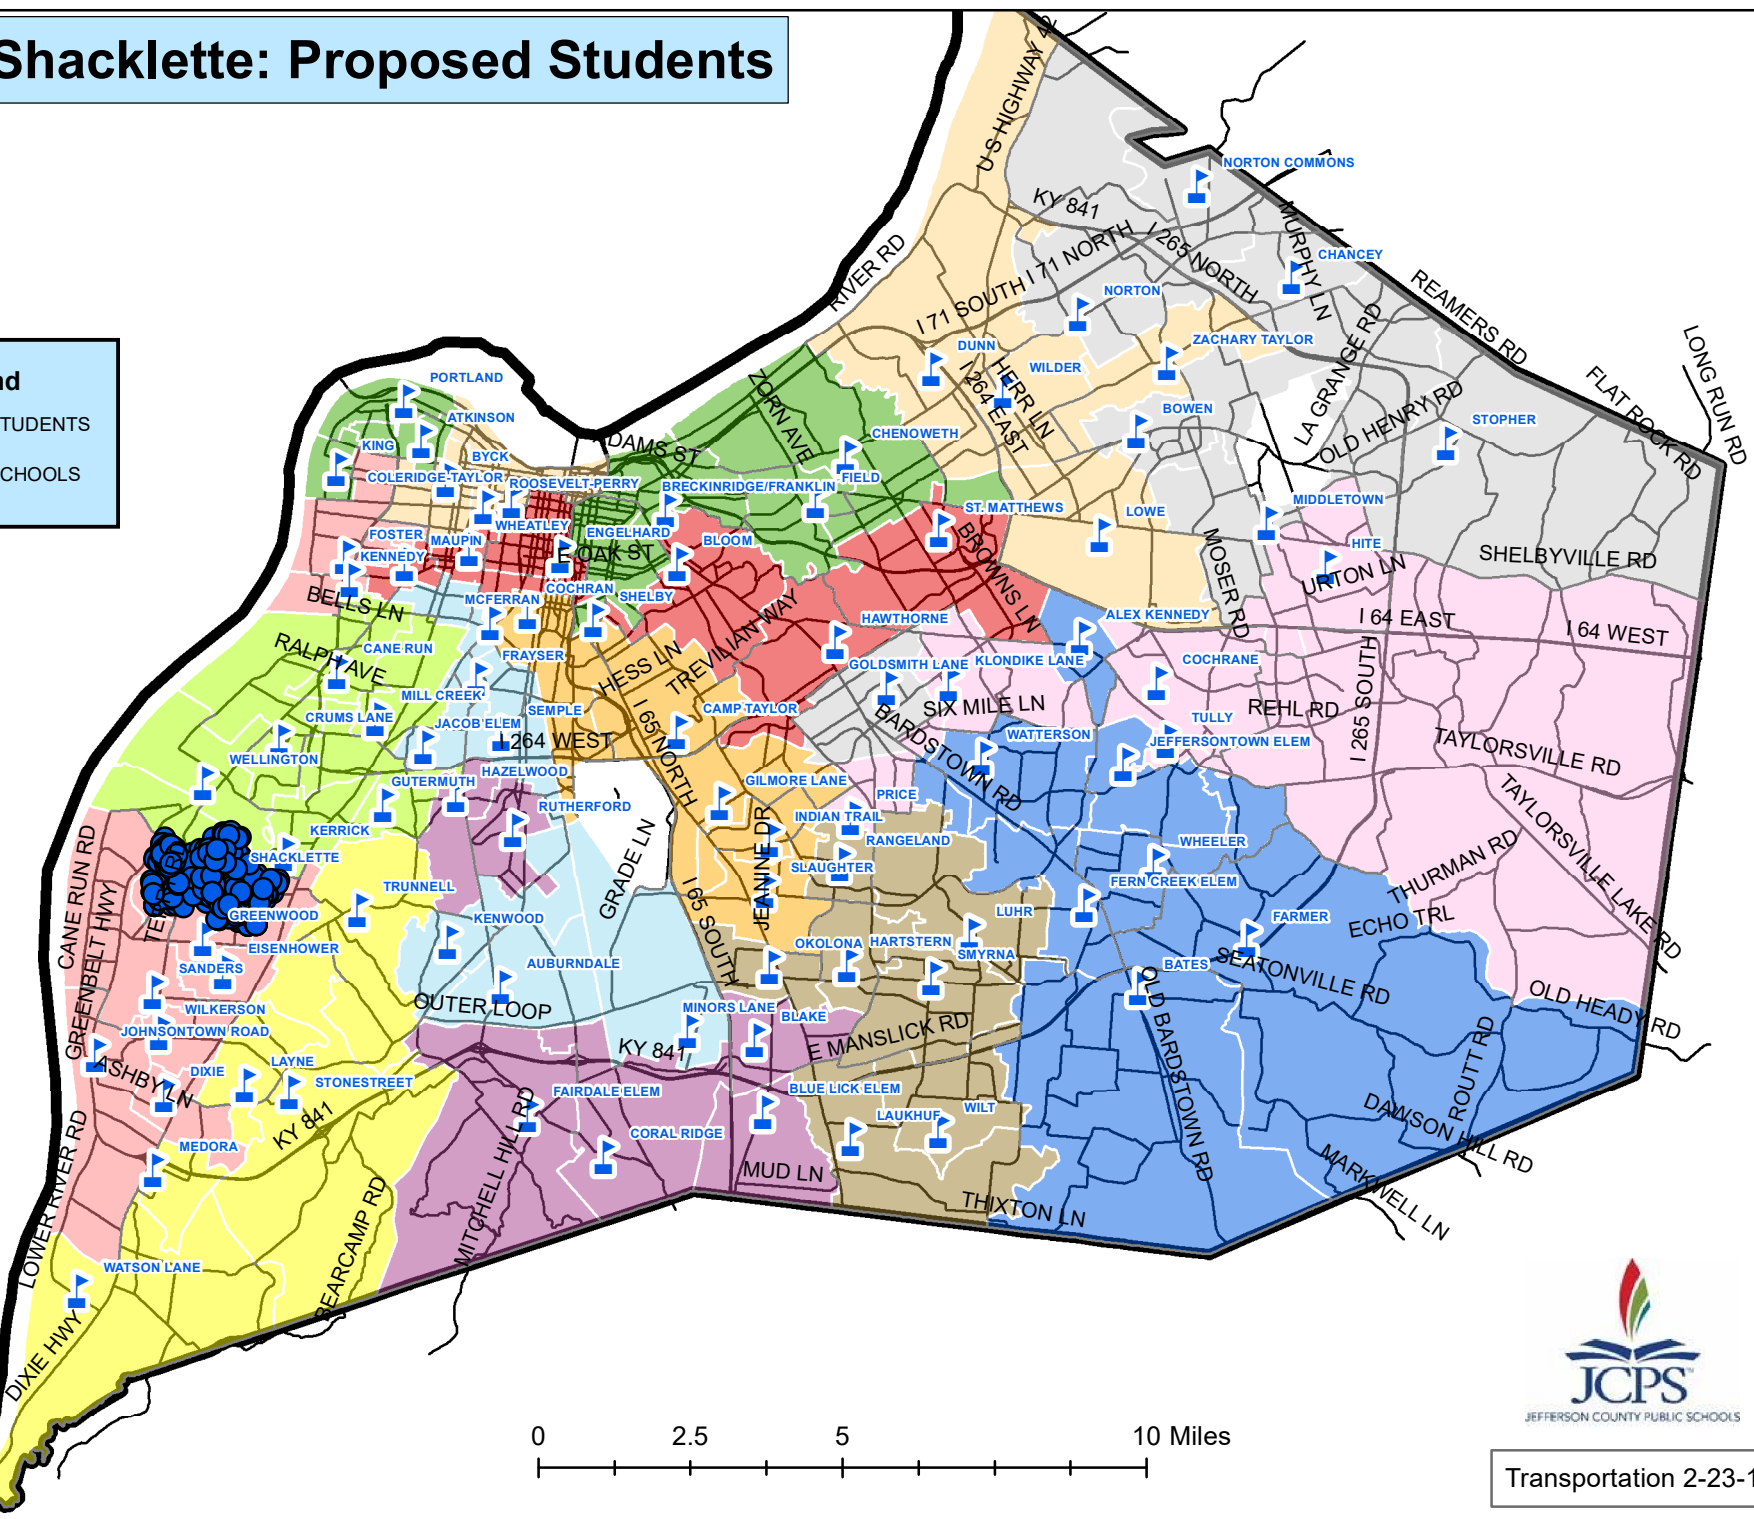 Shacklette: Proposed Students
nd
TUDENTS
CHOOLS
U S HIGHWAY 42
NORTON COMMONS
KY 841
MURPHY LN
I 71 NORTH
I 265 NORTH
CHANCEY
RIVER RD
REAMERS RD
I 71 SOUTH
NORTON
LONG RUN RD
DUNN
ZACHARY TAYLOR
LA GRANGE RD
HERR LN
WILDER
I 264 EAST
FLAT ROCK RD
PORTLAND
ZORN AVE
OLD HENRY RD
BOWEN
STOPHER
ATKINSON
ADAMS ST
CHENOWETH
KING
BYCK
COLERIDGE-TAYLOR
ROOSEVELT-PERRY
BRECKINRIDGE/FRANKLIN
FIELD
MIDDLETOWN
ST. MATTHEWS
LOWE
WHEATLEY
ENGELHARD
FOSTER
MAUPIN
BLOOM
HITE
BROWNS LN
MOSER RD
SHELBYVILLE RD
KENNEDY
E OAK ST
URTON LN
BELLS LN
MCFERRAN
COCHRAN
SHELBY
HAWTHORNE
ALEX KENNEDY
I 64 EAST
I 64 WEST
RALPH AVE
CANE RUN
FRAYSER
HESS LN
TREVILIAN WAY
GOLDSMITH LANE
KLONDIKE LANE
COCHRANE
MILL CREEK
I 265 SOUTH
CRUMS LANE
JACOB ELEM
SEMPLE
I 65 NORTH
CAMP TAYLOR
SIX MILE LN
REHL RD
TULLY
BARDSTOWN RD
WATTERSON
JEFFERSONTOWN ELEM
I 264 WEST
TAYLORSVILLE RD
WELLINGTON
HAZELWOOD
GUTERMUTH
GILMORE LANE
PRICE
RUTHERFORD
INDIAN TRAIL
TAYLORSVILLE LAKE RD
CANE RUN RD
KERRICK
JEANINE DR
RANGELAND
WHEELER
SHACKLETTE
GRADE LN
SLAUGHTER
THURMAN RD
TRUNNELL
FERN CREEK ELEM
GREENBELT HWY
TE
GREENWOOD
KENWOOD
I 65 SOUTH
LUHR
FARMER
ECHO TRL
EISENHOWER
OKOLONA
HARTSTERN
SMYRNA
SANDERS
AUBURNDALE
BATES
SEATONVILLE RD
OLD HEADY RD
WILKERSON
OUTER LOOP
MINORS LANE
BLAKE
JOHNSONTOWN ROAD
E MANSLICK RD
OLD BARDSTOWN RD
KY 841
ROUTT RD
ASHBY LN
DIXIE
LAYNE
STONESTREET
FAIRDALE ELEM
BLUE LICK ELEM
LAUKHUF
WILT
DAWSON HILL RD
KY 841
MEDORA
MITCHELL HILL RD
CORAL RIDGE
MUD LN
MARKWELL LN
LOWER RIVER RD
BEARCAMP RD
THIXTON LN
WATSON LANE
DIXIE HWY
JCPS
JEFFERSON COUNTY PUBLIC SCHOOLS
0 2.5 5 10 Miles
Transportation 2-23-1